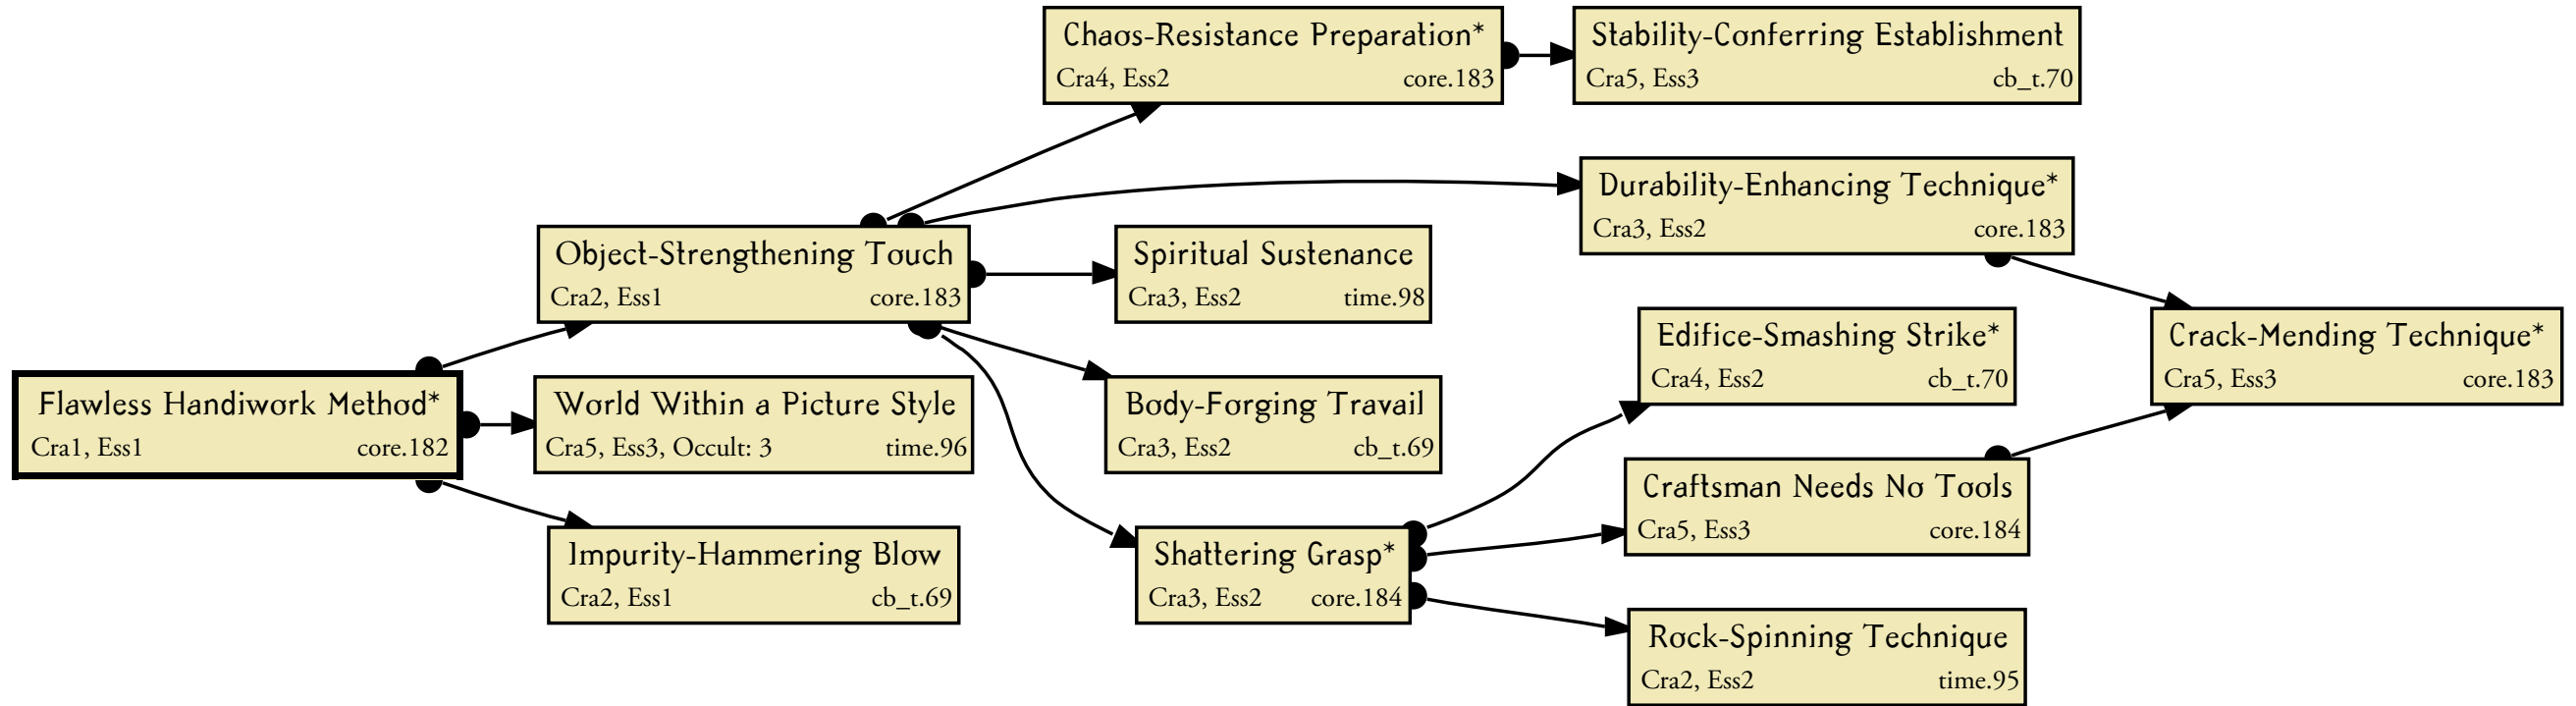 Chaos-Resistance Preparation*
Cra4, Ess2 core.183
Stability-Conferring Establishment
Cra5, Ess3 cb_t.70
Durability-Enhancing Technique*
Cra3, Ess2 core.183
Object-Strengthening Touch
Cra2, Ess1 core.183
Spiritual Sustenance
Cra3, Ess2 time.98
Edifice-Smashing Strike*
Cra4, Ess2 cb_t.70
Crack-Mending Technique*
Cra5, Ess3 core.183
Flawless Handiwork Method*
Cra1, Ess1 core.182
World Within a Picture Style
Cra5, Ess3, Occult: 3 time.96
Body-Forging Travail
Cra3, Ess2 cb_t.69
Craftsman Needs No Tools
Cra5, Ess3 core.184
Impurity-Hammering Blow
Cra2, Ess1 cb_t.69
Shattering Grasp*
Cra3, Ess2 core.184
Rock-Spinning Technique
Cra2, Ess2 time.95